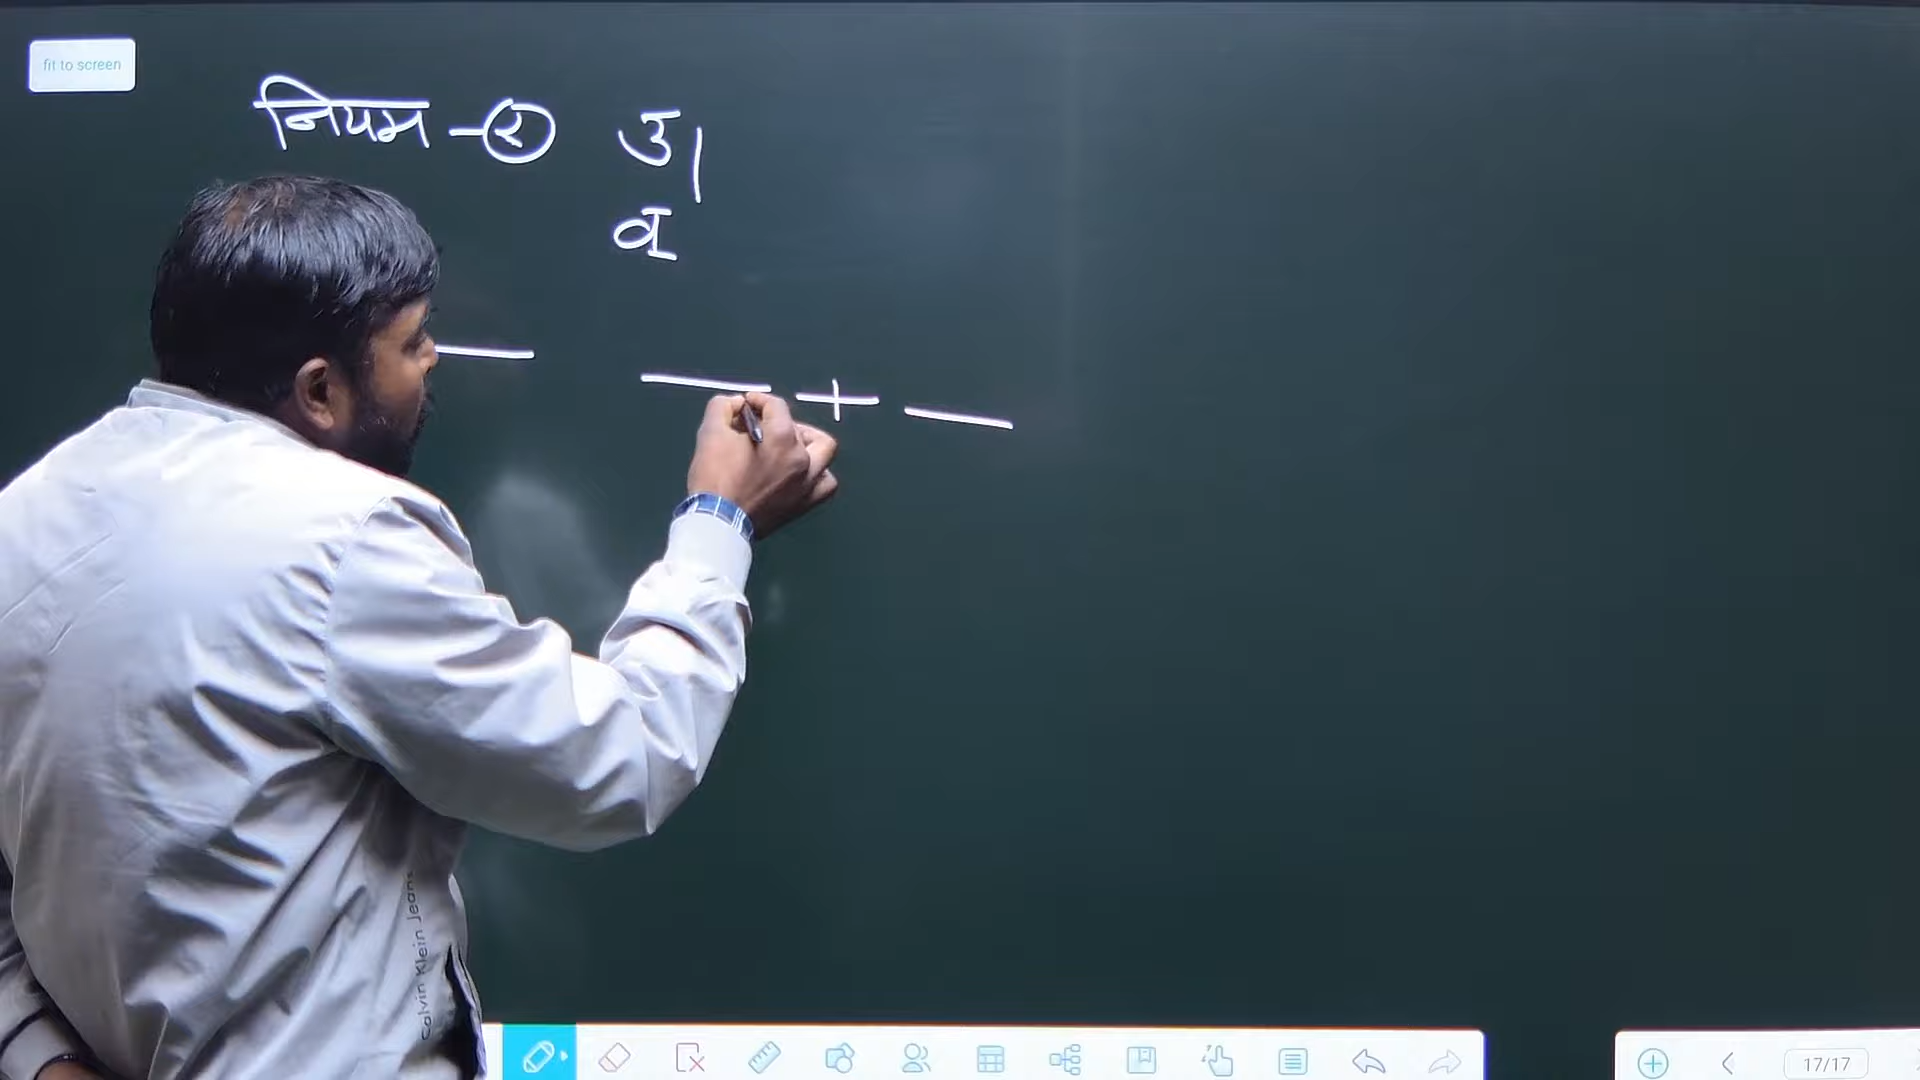 fit to screen
नियम -२ उ।
व
+
Calvin Klein Jeans
17/17